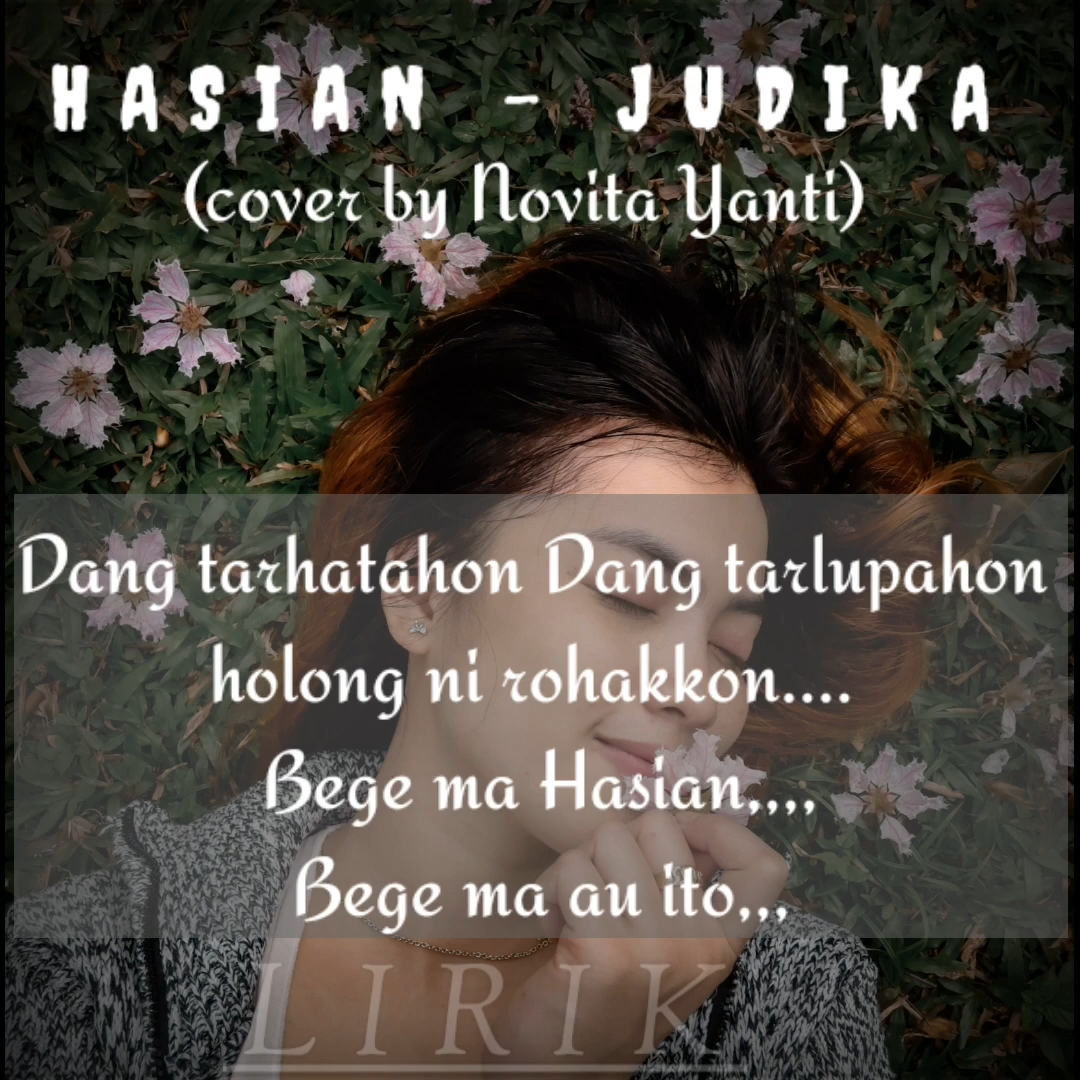 HASIAN - JUDIKA
(cover by Novita Yanti)
Dang tarhatahon Dang tarlupahon
holong ni rohakkon....
Bege ma Hasian,,,,
Bege ma au ito,,,
LIRIK